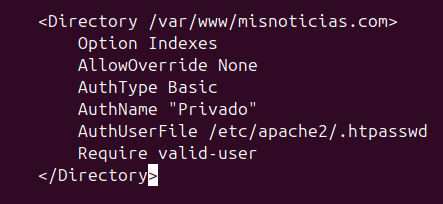 <Directory /var/www/misnoticias.com>
Option Indexes
AllowOverride None
AuthType Basic
AuthName "Privado"
AuthUserFile /etc/apache2/.htpasswd
Require valid-user
</Directory>